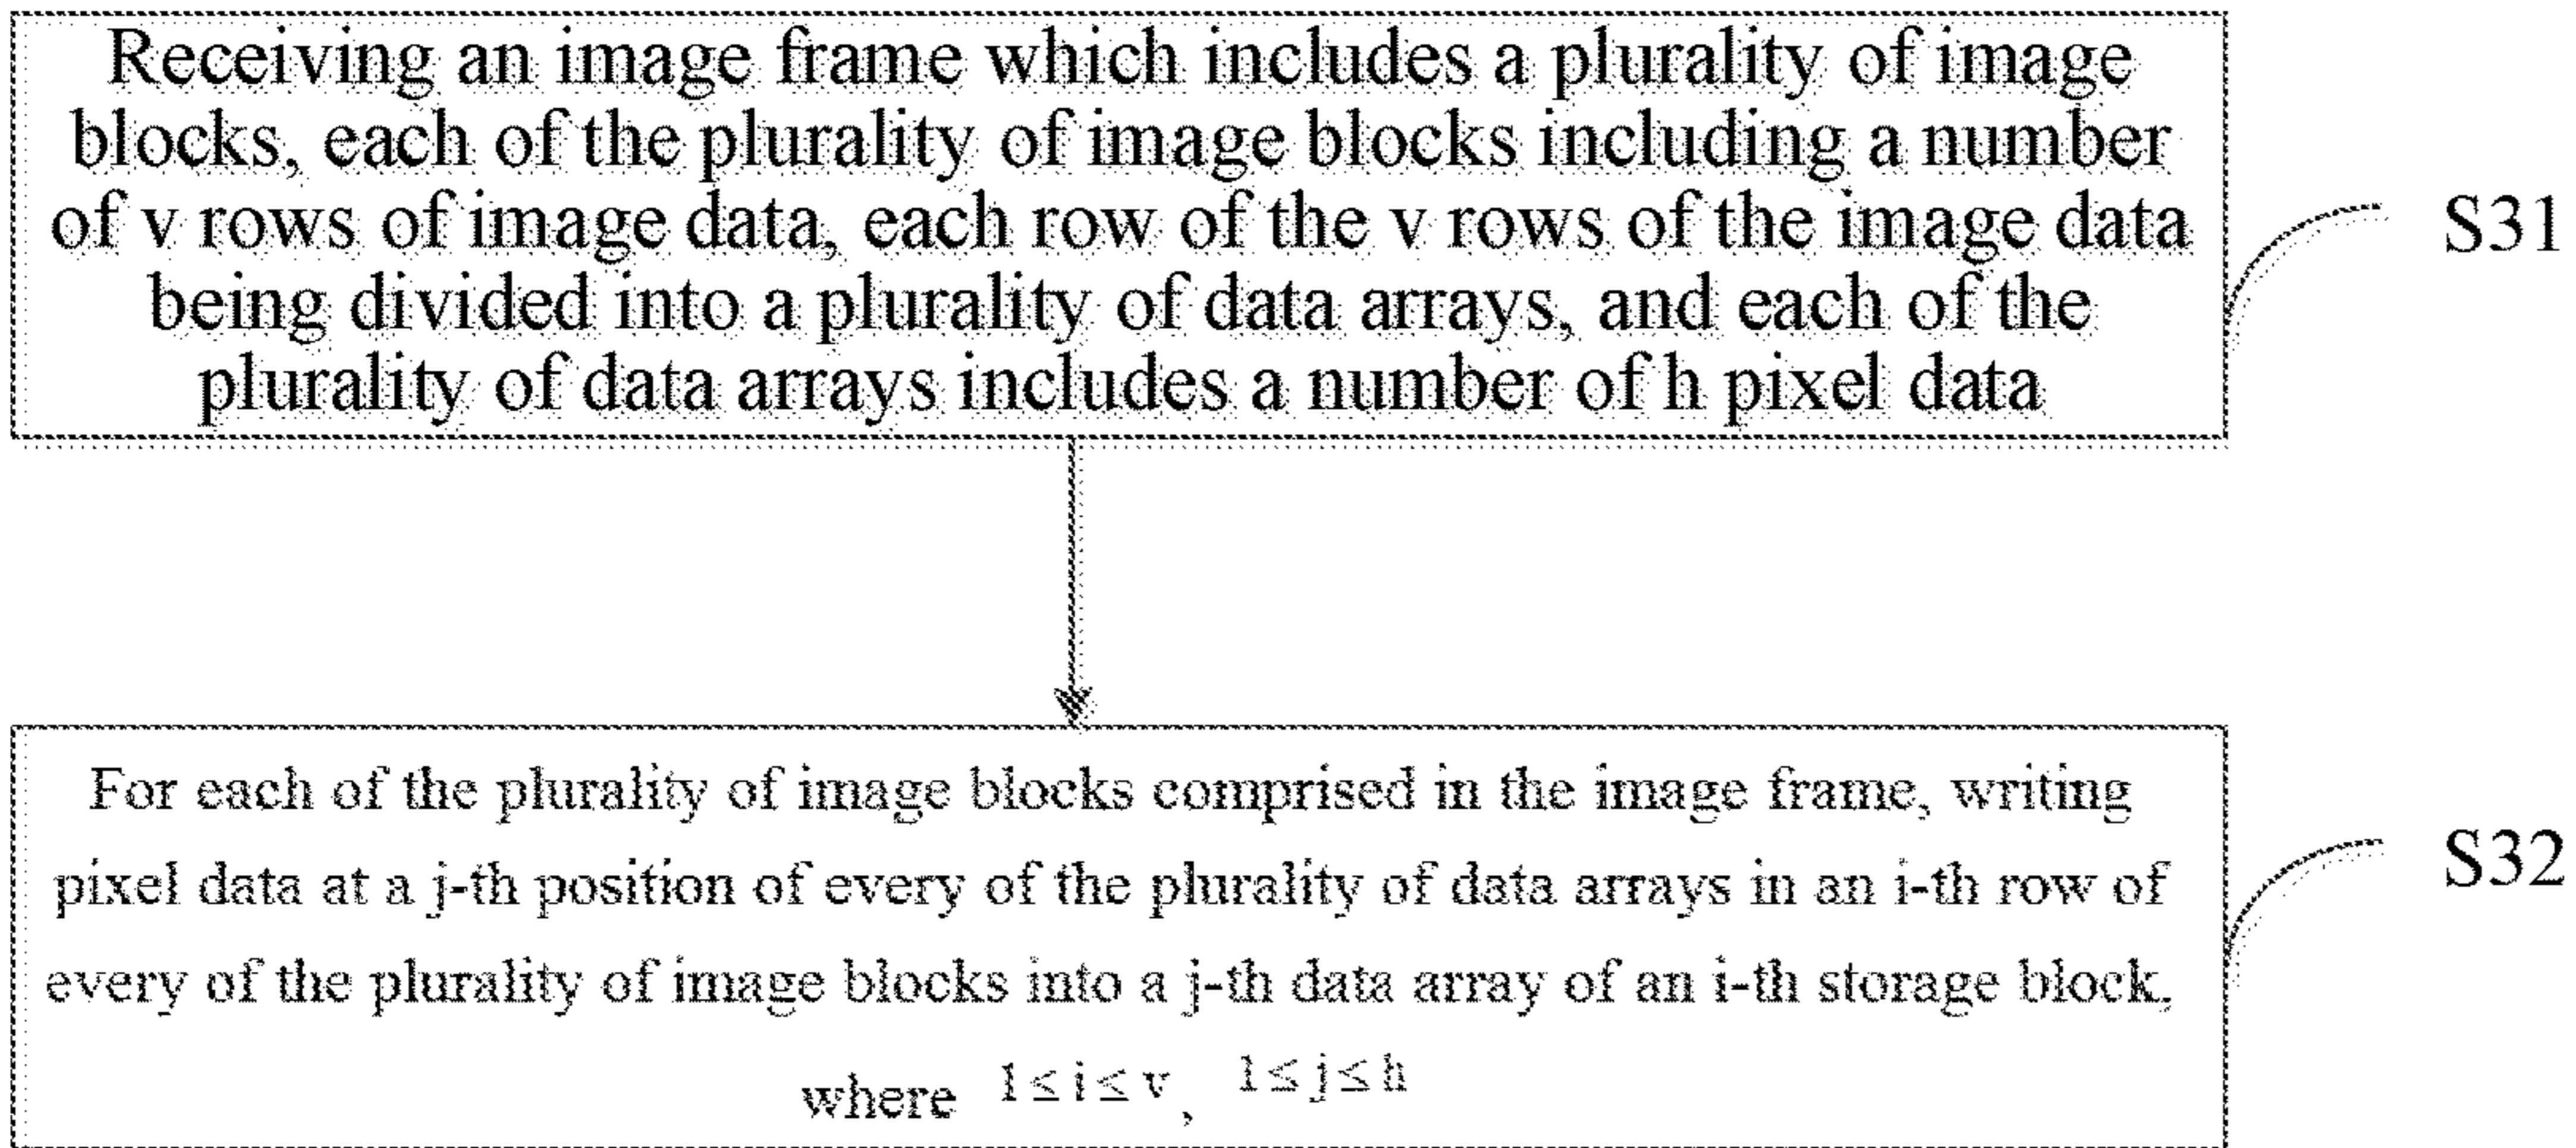 Receiving an image frame which includes a plurality of image
blocks, each of the plurality of image blocks including a number
of v rows of image data, each row of the v rows of the image data
being divided into a plurality of data arrays, and each of the
plurality of data arrays includes a number of h pixel data
S31
For each of the plurality of image blocks comprised in the image frame, writing
pixel data at a j-th position of every of the plurality of data arrays in an i-th row of
every of the plurality of image blocks into a j-th data array of an i-th storage block,
where 1≤i≤v, 1≤j≤h
S32